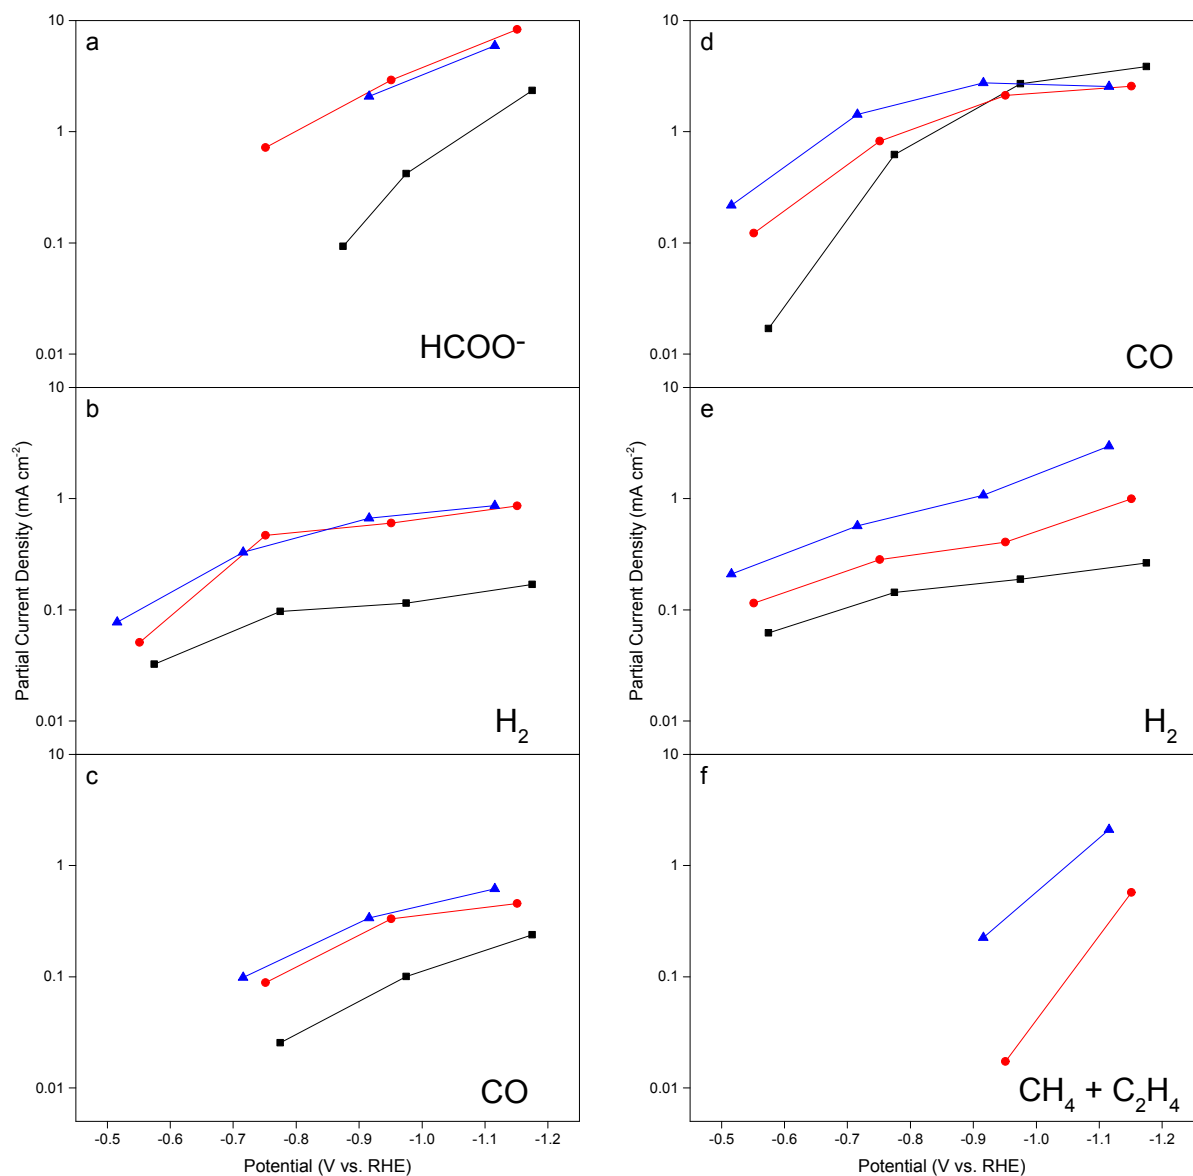 a
10
1
0.1
0.01
HCOO⁻
b
10
1
0.1
0.01
H₂
Partial Current Density (mA cm⁻²)
c
10
1
0.1
0.01
CO
-0.5 -0.6 -0.7 -0.8 -0.9 -1.0 -1.1 -1.2
Potential (V vs. RHE)
d
10
1
0.1
0.01
CO
e
10
1
0.1
0.01
H₂
Partial Current Density (mA cm⁻²)
f
10
1
0.1
0.01
CH₄ + C₂H₄
-0.5 -0.6 -0.7 -0.8 -0.9 -1.0 -1.1 -1.2
Potential (V vs. RHE)